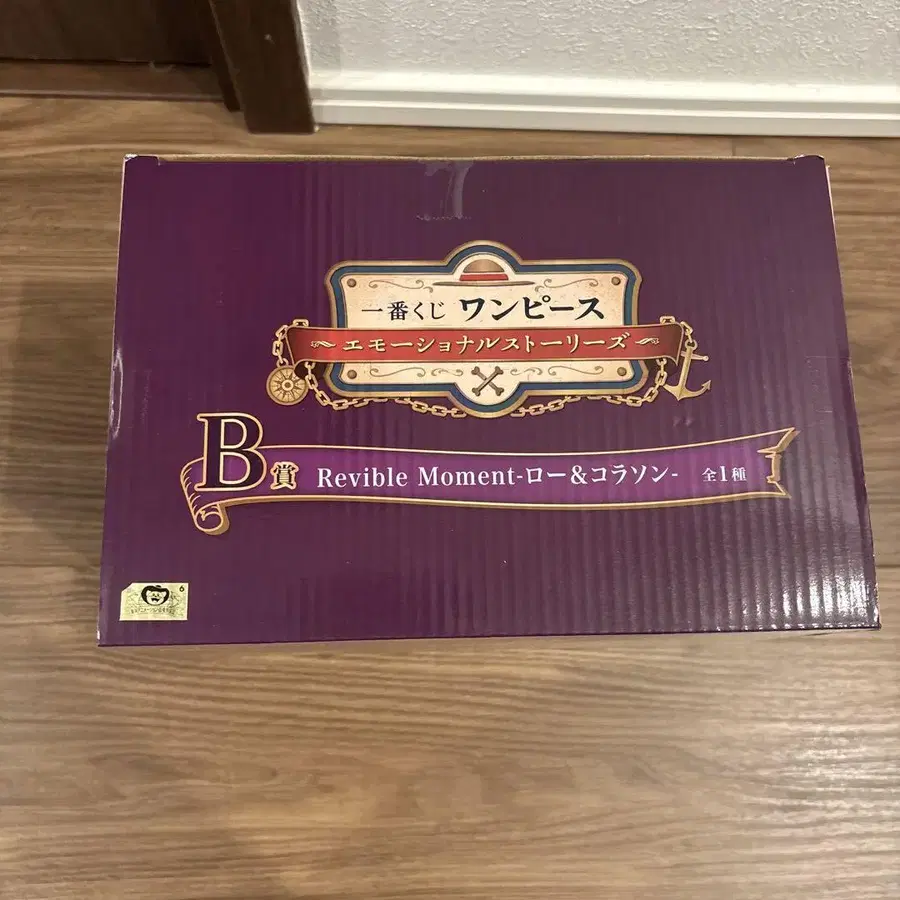 一番くじ ワンピース
エモーショナルストーリーズ
B賞 Revible Moment-ロー&コラソン- 全1種
6